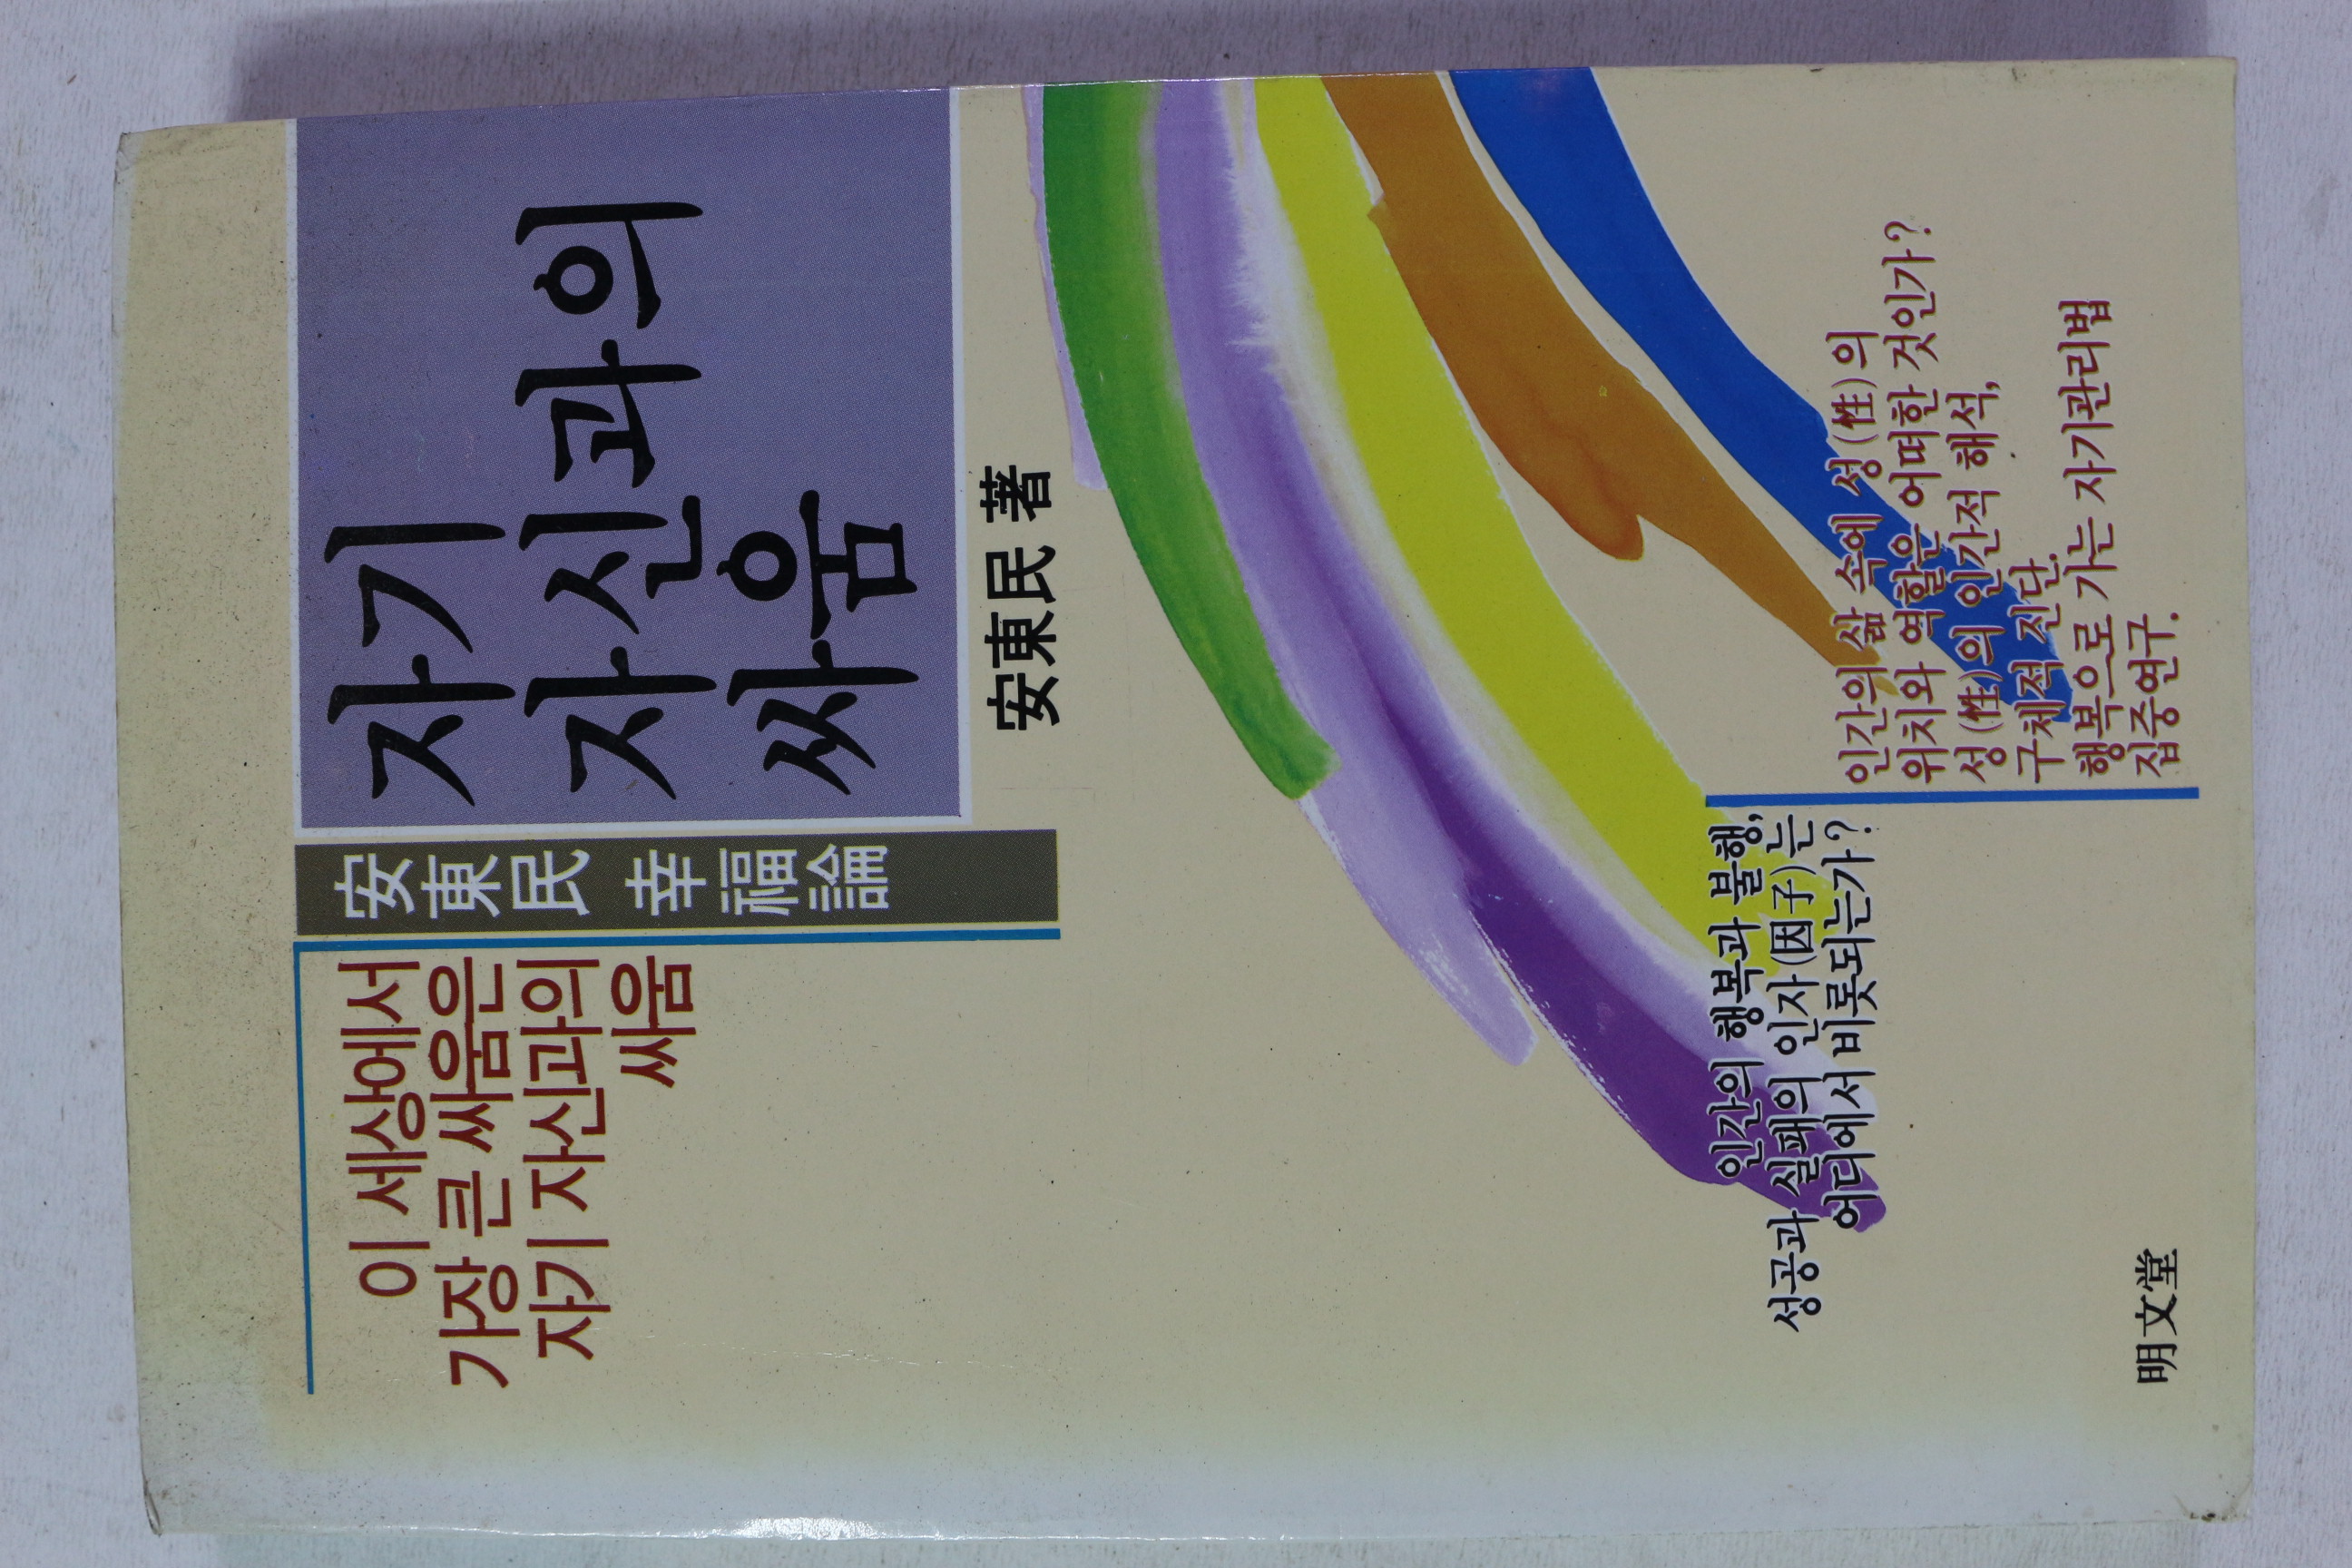 이 세상에서
가장 큰 싸움은
자기 자신과의
싸움
安東民 幸福論
자기
자신과의
싸움
安東民 著
인간의 행복과 불행,
성공과 실패의 인자(因子)는
어디에서 비롯되는가?
인간의 삶 속에 성(性)의
위치와 역할은 어떠한 것인가?
성(性)의 인간적 해석,
구체적 진단.
행복으로 가는 자기관리법
집중연구.
明文堂